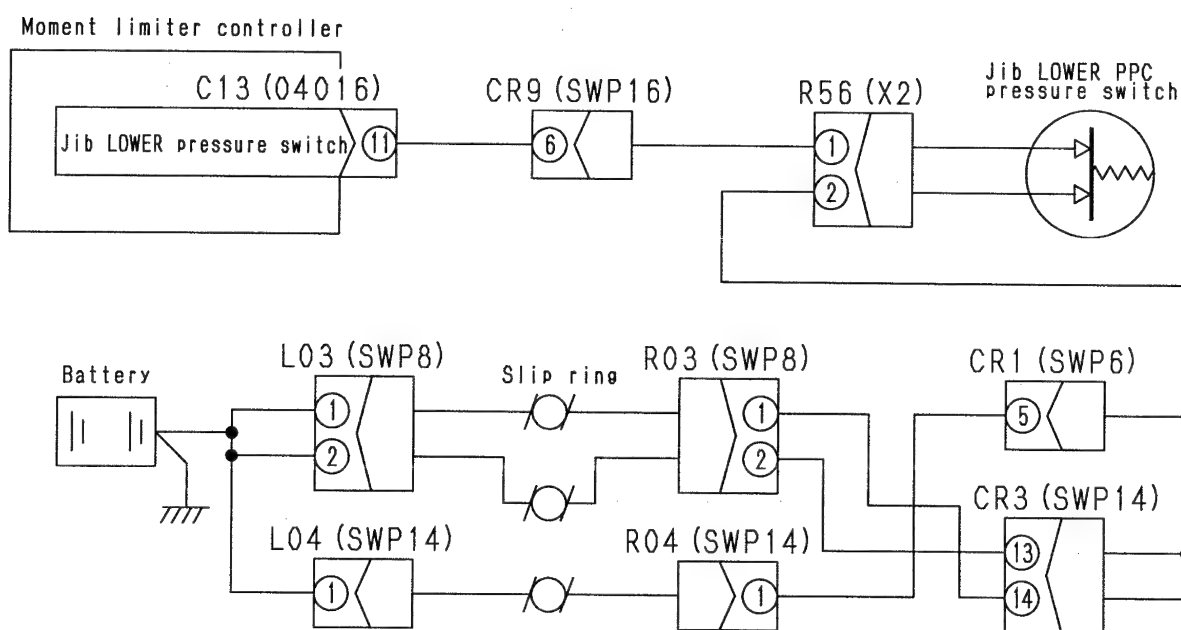 Moment limiter controller
C13 (04016)
CR9 (SWP16)
R56 (X2)
Jib LOWER PPC
pressure switch
Jib LOWER pressure switch
11
6
1
2
L03 (SWP8)
R03 (SWP8)
CR1 (SWP6)
Battery
Slip ring
1
2
1
2
5
CR3 (SWP14)
L04 (SWP14)
R04 (SWP14)
13
14
1
1